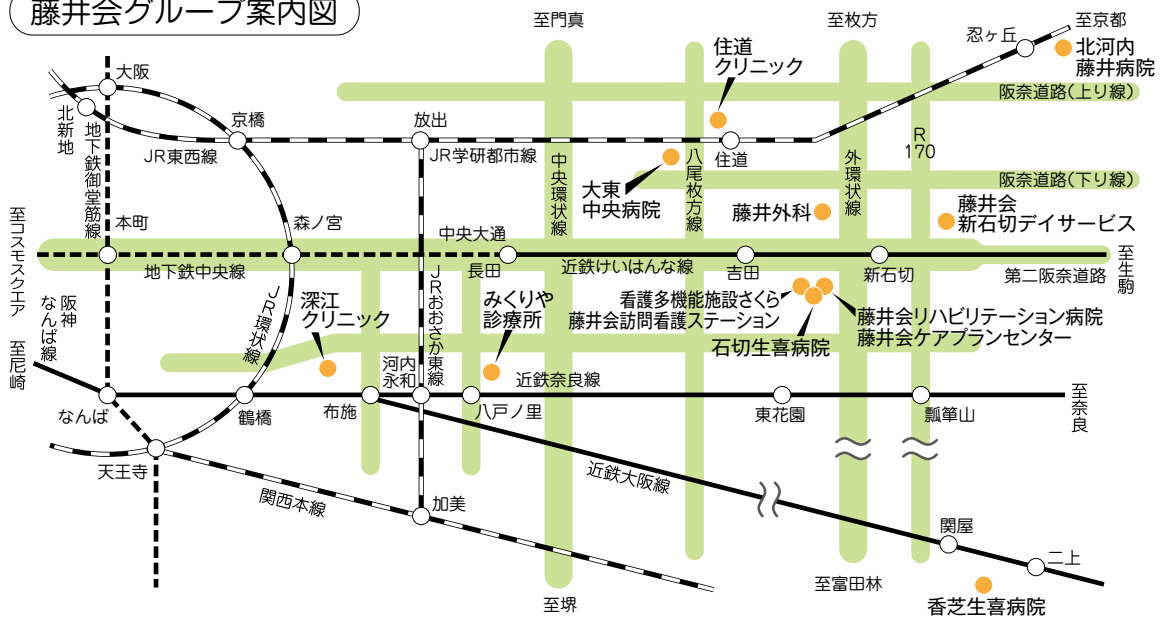 藤井会グループ案内図
至門真
至枚方
至京都
忍ヶ丘
北河内
藤井病院
住道
クリニック
大阪
北新地
地下鉄御堂筋線
京橋
放出
阪奈道路(上り線)
JR東西線
JR学研都市線
住道
R
170
中央環状線
八尾枚方線
外環状線
大東
中央病院
阪奈道路(下り線)
藤井外科
藤井会
新石切デイサービス
至コスモスクエア
本町
森ノ宮
中央大通
長田
地下鉄中央線
近鉄けいはんな線
吉田
新石切
第二阪奈道路
至生駒
阪神
なんば線
至尼崎
JR環状線
深江
クリニック
JRおおさか東線
みくりや
診療所
看護多機能施設さくら
藤井会訪問看護ステーション
石切生喜病院
藤井会リハビリテーション病院
藤井会ケアプランセンター
河内
永和
近鉄奈良線
至奈良
なんば
鶴橋
布施
八戸ノ里
東花園
瓢箪山
天王寺
関西本線
加美
近鉄大阪線
関屋
二上
至堺
至富田林
香芝生喜病院